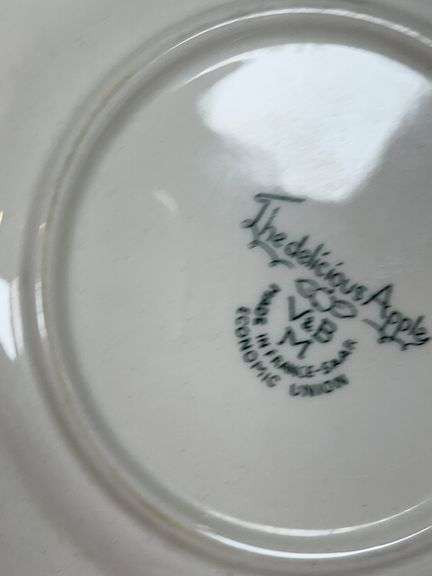 The delicious Apple
V&B
M
MADE IN FRANCE-SAAR
ECONOMIC UNION